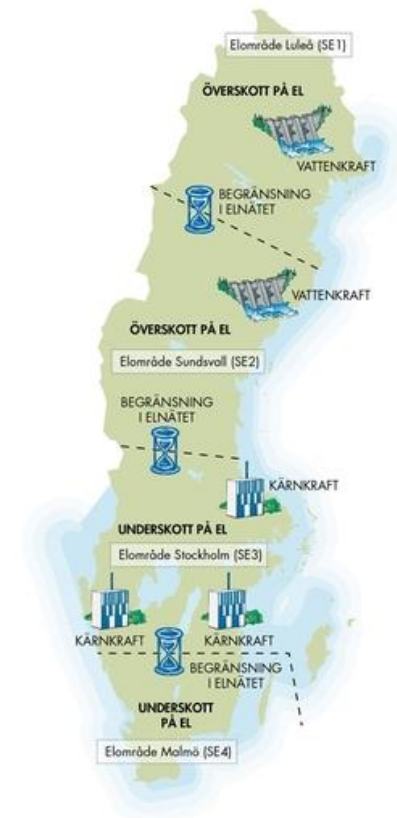 Elområde Luleå (SE1)
ÖVERSKOTT PÅ EL
VATTENKRAFT
BEGRÄNSNING
I ELNÄTET
VATTENKRAFT
ÖVERSKOTT PÅ EL
Elområde Sundsvall (SE2)
BEGRÄNSNING
I ELNÄTET
KÄRNKRAFT
UNDERSKOTT PÅ EL
Elområde Stockholm (SE3)
KÄRNKRAFT
KÄRNKRAFT
BEGRÄNSNING
I ELNÄTET
UNDERSKOTT
PÅ EL
Elområde Malmö (SE4)